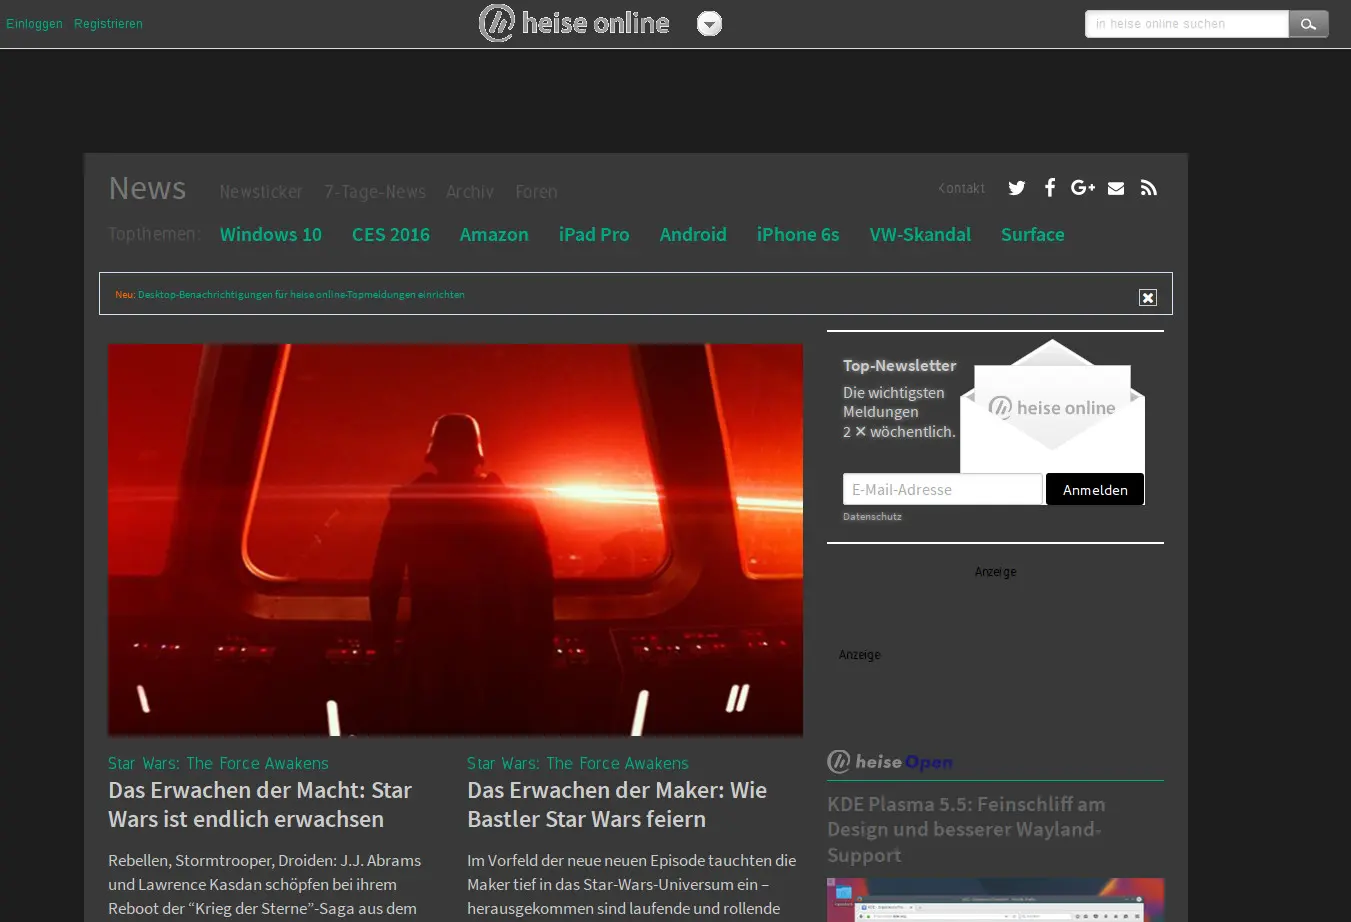 Einloggen Registrieren
heise online
in heise online suchen
News Newsticker 7-Tage-News Archiv Foren
Kontakt
Topthemen: Windows 10 CES 2016 Amazon iPad Pro Android iPhone 6s VW-Skandal Surface
Neu: Desktop-Benachrichtigungen für heise online-Topmeldungen einrichten
Top-Newsletter
Die wichtigsten
Meldungen
2 ✕ wöchentlich.
heise online
E-Mail-Adresse
Anmelden
Datenschutz
Anzeige
Anzeige
Star Wars: The Force Awakens
Das Erwachen der Macht: Star
Wars ist endlich erwachsen
Rebellen, Stormtrooper, Droiden: J.J. Abrams
und Lawrence Kasdan schöpfen bei ihrem
Reboot der “Krieg der Sterne”-Saga aus dem
Star Wars: The Force Awakens
Das Erwachen der Maker: Wie
Bastler Star Wars feiern
Im Vorfeld der neue neuen Episode tauchten die
Maker tief in das Star-Wars-Universum ein –
herausgekommen sind laufende und rollende
heise Open
KDE Plasma 5.5: Feinschliff am
Design und besserer Wayland-
Support